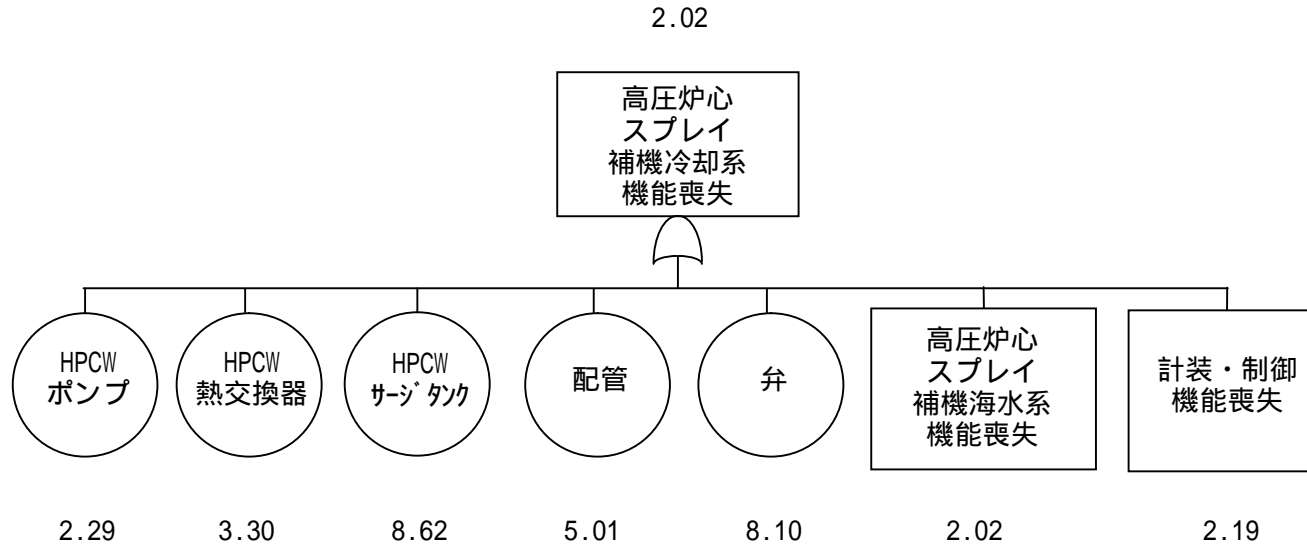 2.02
高圧炉心
スプレイ
補機冷却系
機能喪失
HPCW
ポンプ
HPCW
熱交換器
HPCW
ｻｰｼﾞﾀﾝｸ
配管
弁
高圧炉心
スプレイ
補機海水系
機能喪失
計装・制御
機能喪失
2.29
3.30
8.62
5.01
8.10
2.02
2.19